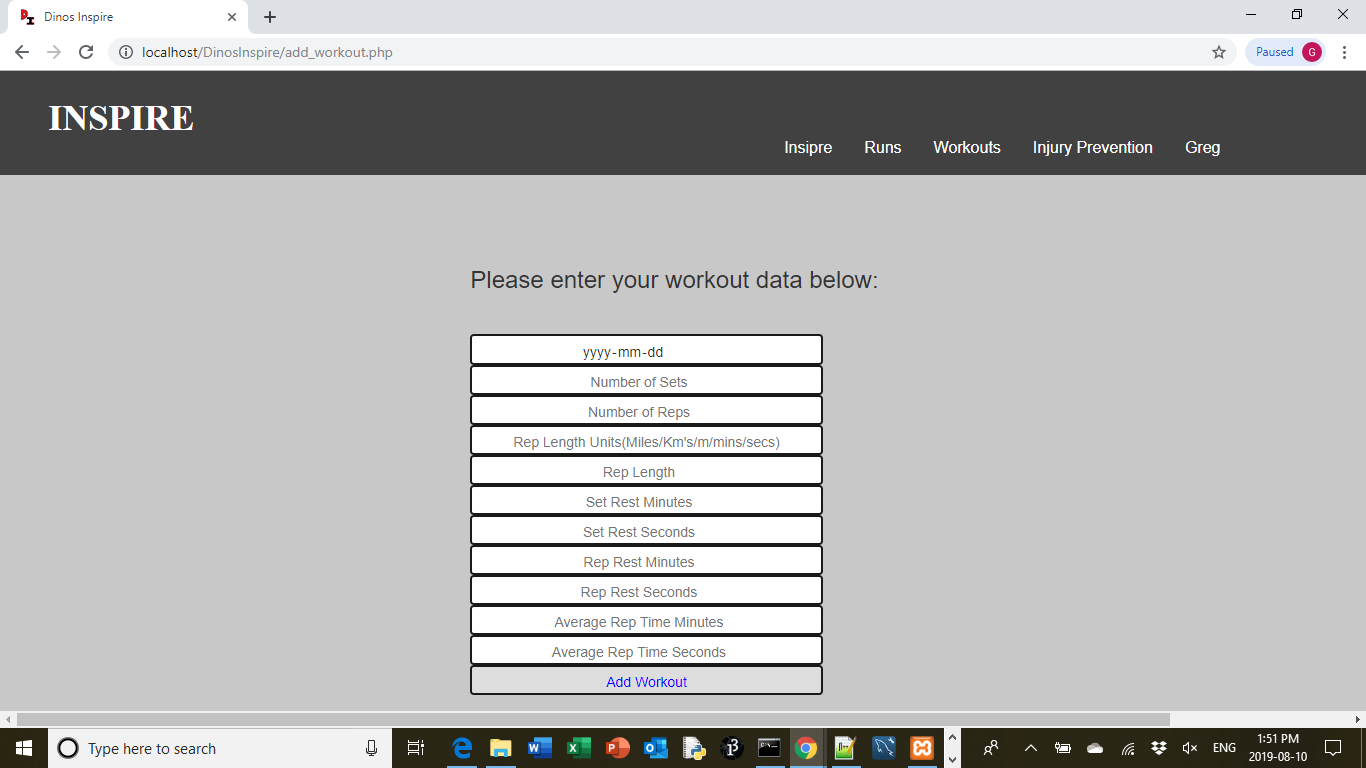 Dinos Inspire
localhost/DinosInspire/add_workout.php
Paused G
INSPIRE
Insipre Runs Workouts Injury Prevention Greg
Please enter your workout data below:
yyyy-mm-dd
Number of Sets
Number of Reps
Rep Length Units(Miles/Km's/m/mins/secs)
Rep Length
Set Rest Minutes
Set Rest Seconds
Rep Rest Minutes
Rep Rest Seconds
Average Rep Time Minutes
Average Rep Time Seconds
Add Workout
Type here to search
ENG
1:51 PM
2019-08-10